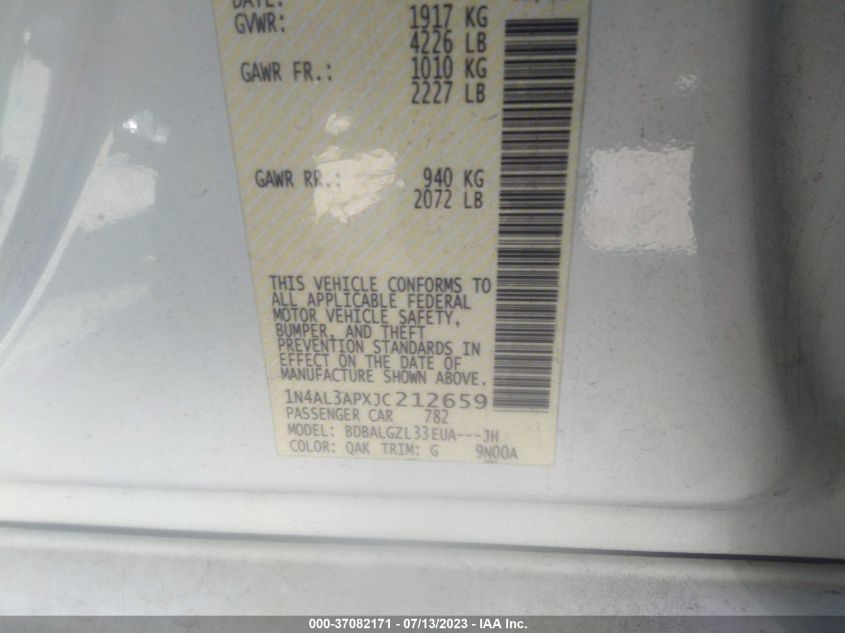 DATE:
GVWR: 1917 KG
4226 LB
GAWR FR.: 1010 KG
2227 LB
GAWR RR.: 940 KG
2072 LB
THIS VEHICLE CONFORMS TO
ALL APPLICABLE FEDERAL
MOTOR VEHICLE SAFETY,
BUMPER, AND THEFT
PREVENTION STANDARDS IN
EFFECT ON THE DATE OF
MANUFACTURE SHOWN ABOVE.
1N4AL3APXJC212659
PASSENGER CAR 782
MODEL: BDBALGZL33EUA---JH
COLOR: QAK TRIM: G 9N00A
000-37082171 - 07/13/2023 - IAA Inc.